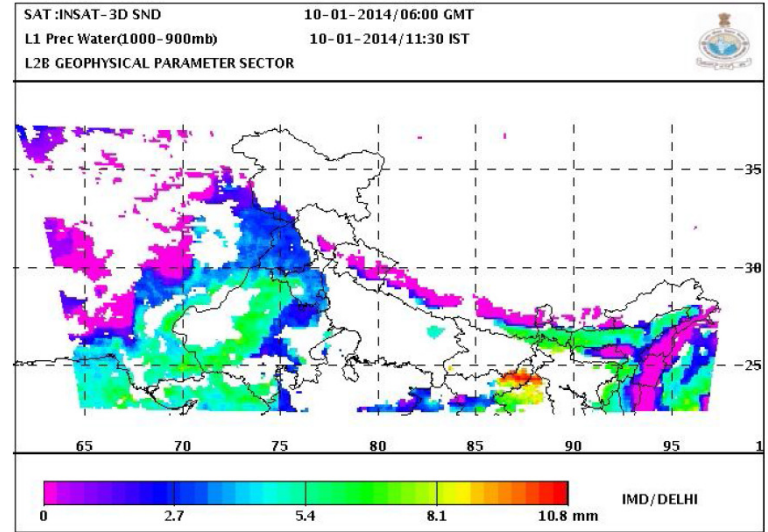 SAT :INSAT-3D SND 10-01-2014/06:00 GMT
L1 Prec Water(1000-900mb) 10-01-2014/11:30 IST
L2B GEOPHYSICAL PARAMETER SECTOR
35
30
25
65 70 75 80 85 90 95 1
0 2.7 5.4 8.1 10.8 mm
IMD/DELHI